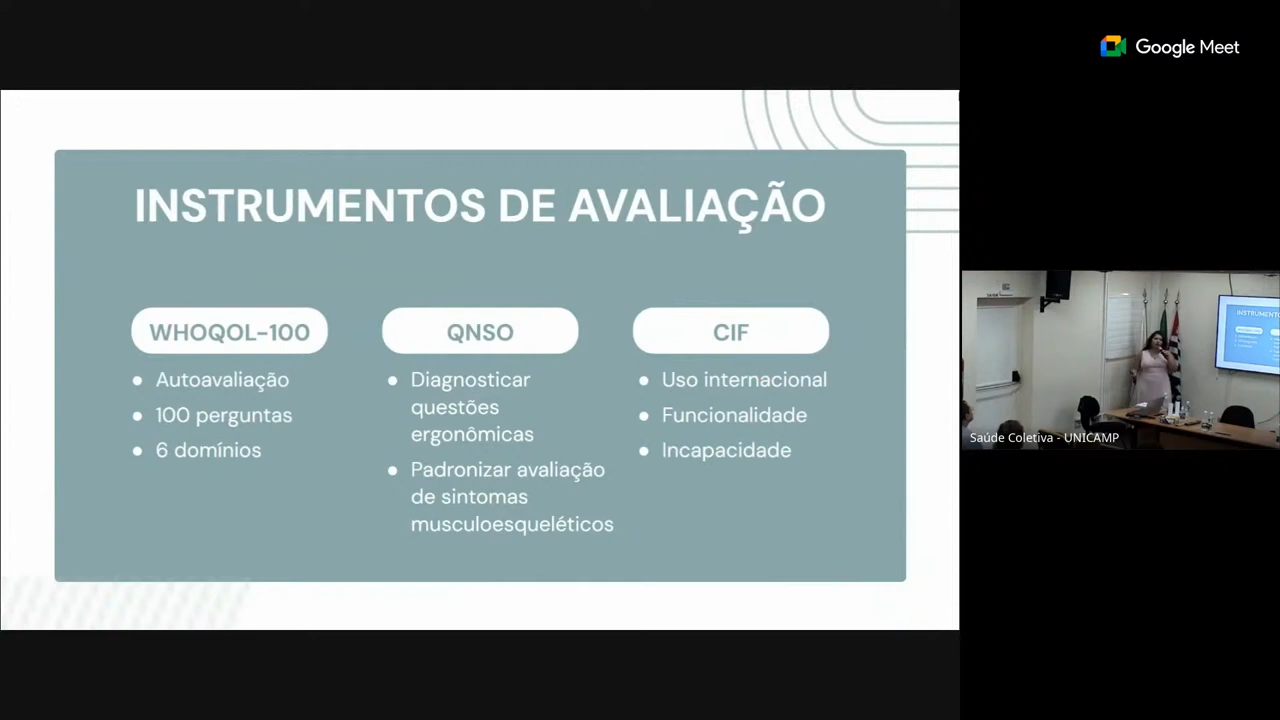 Google Meet
INSTRUMENTOS DE AVALIAÇÃO
WHOQOL-100
● Autoavaliação
● 100 perguntas
● 6 domínios
QNSO
● Diagnosticar
questões
ergonômicas
● Padronizar avaliação
de sintomas
musculoesqueléticos
CIF
● Uso internacional
● Funcionalidade
● Incapacidade
INSTRUMENTO
Saúde Coletiva - UNICAMP